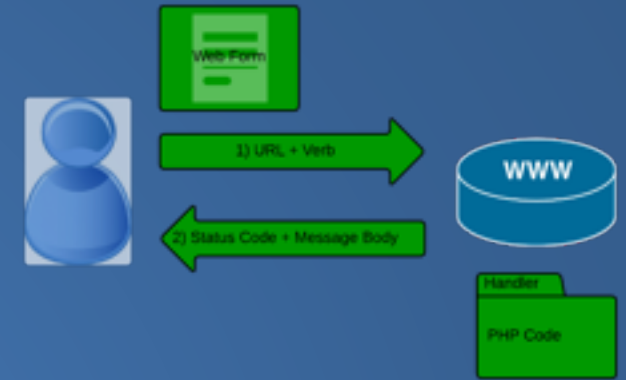 Web Form
1) URL + Verb
WWW
2) Status Code + Message Body
Handler
PHP Code